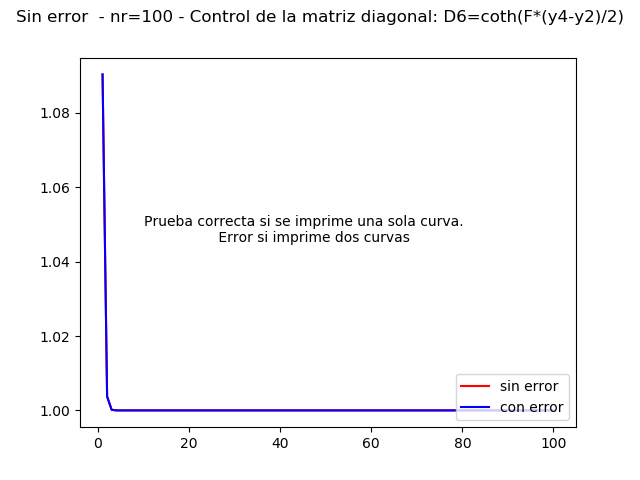 Sin error  - nr=100 - Control de la matriz diagonal: D6=coth(F*(y4-y2)/2)
1.08
1.06
1.04
1.02
1.00
Prueba correcta si se imprime una sola curva.
Error si imprime dos curvas
sin error
con error
0 20 40 60 80 100